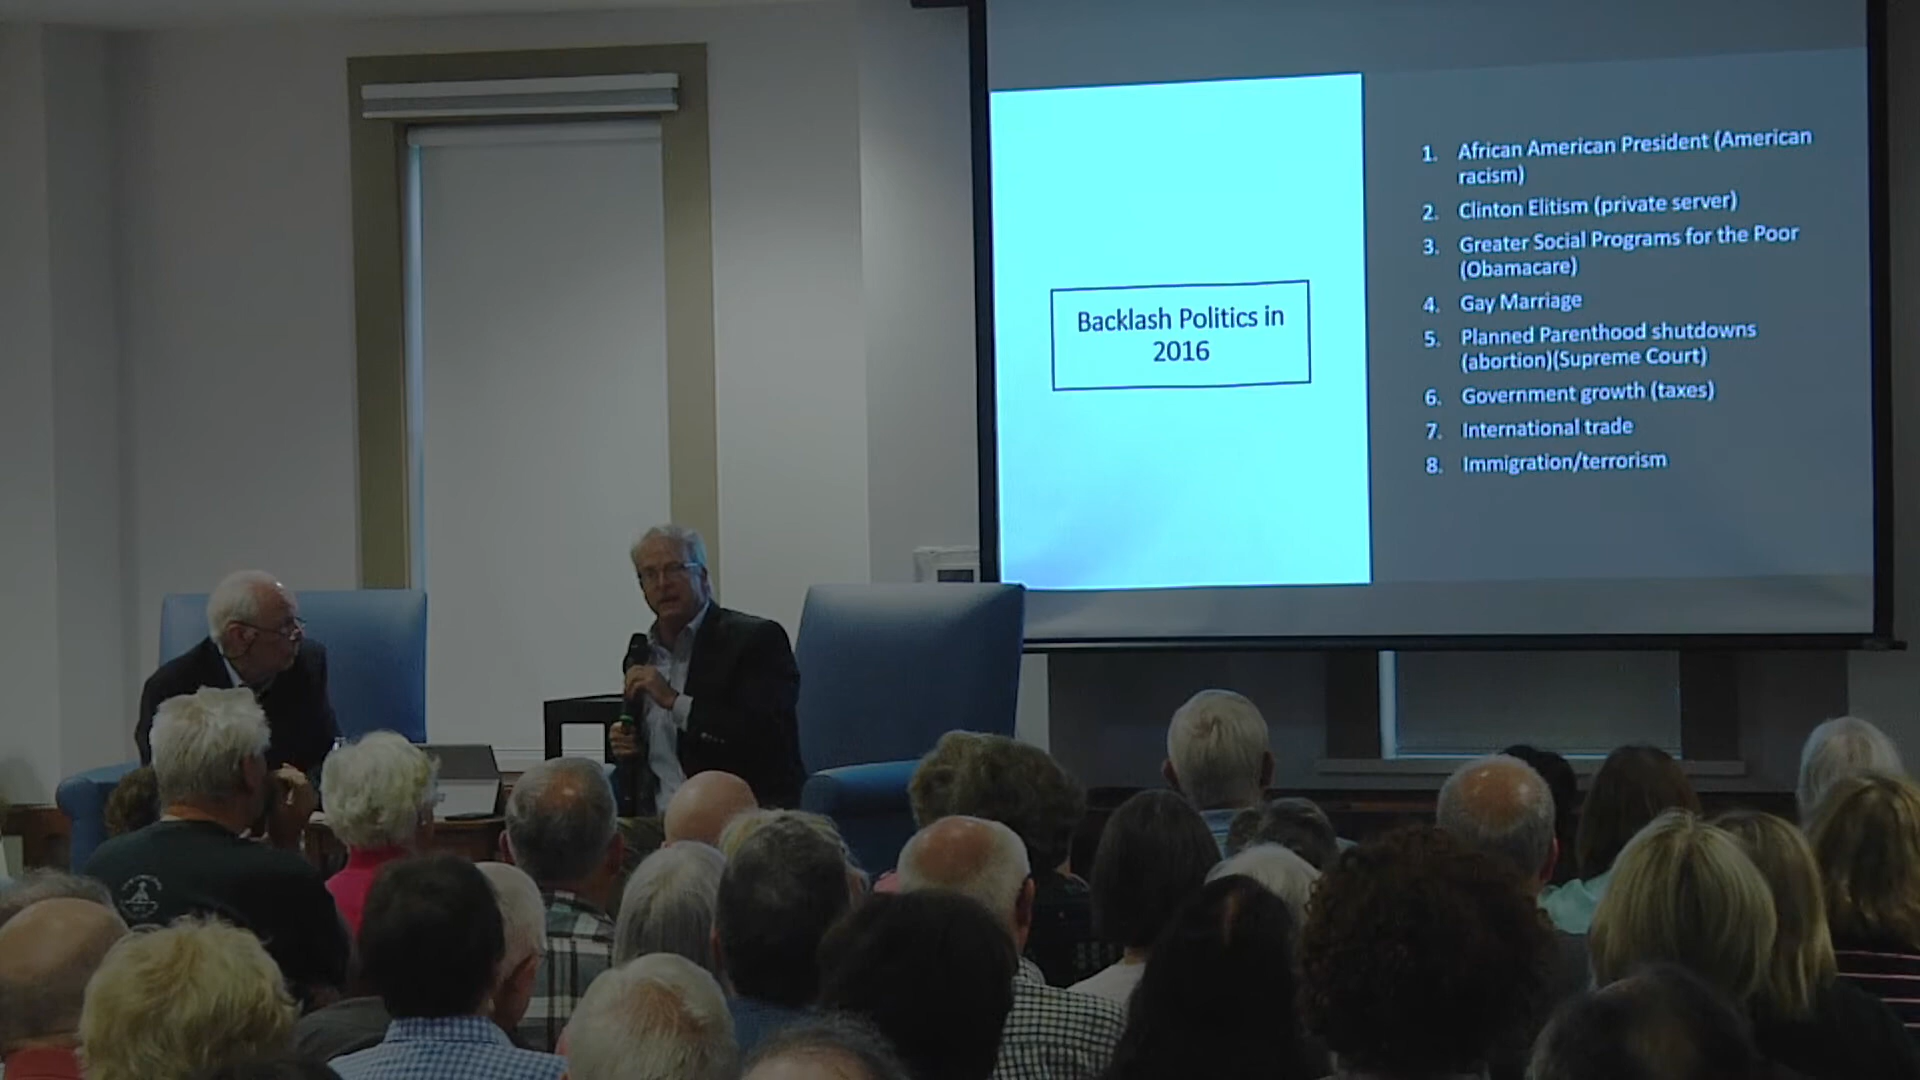 Backlash Politics in
2016
1. African American President (American
racism)
2. Clinton Elitism (private server)
3. Greater Social Programs for the Poor
(Obamacare)
4. Gay Marriage
5. Planned Parenthood shutdowns
(abortion)(Supreme Court)
6. Government growth (taxes)
7. International trade
8. Immigration/terrorism